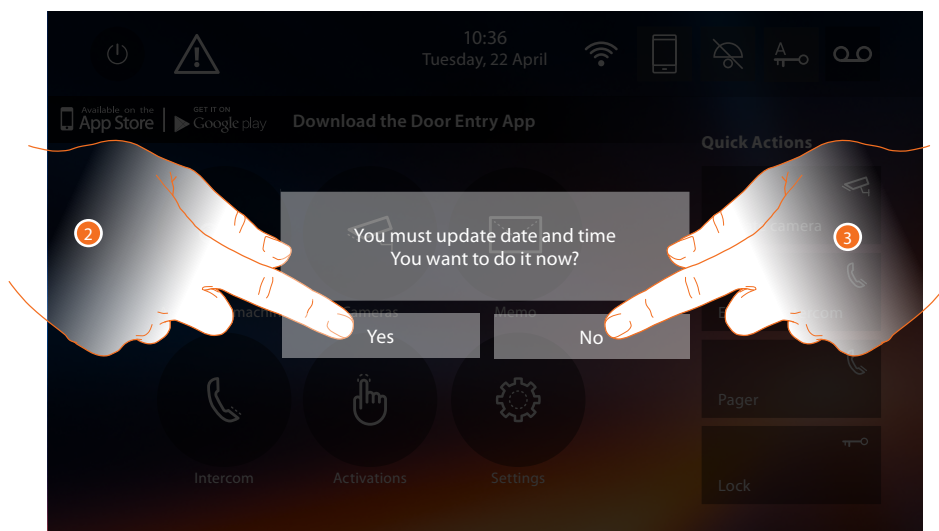 10:36
Tuesday, 22 April
A
Available on the
App Store
GET IT ON
Google play
Download the Door Entry App
Quick Actions
camera
You must update date and time
You want to do it now?
2
3
Cameras
Memo
Yes
No
Pager
Intercom
Activations
Settings
Lock